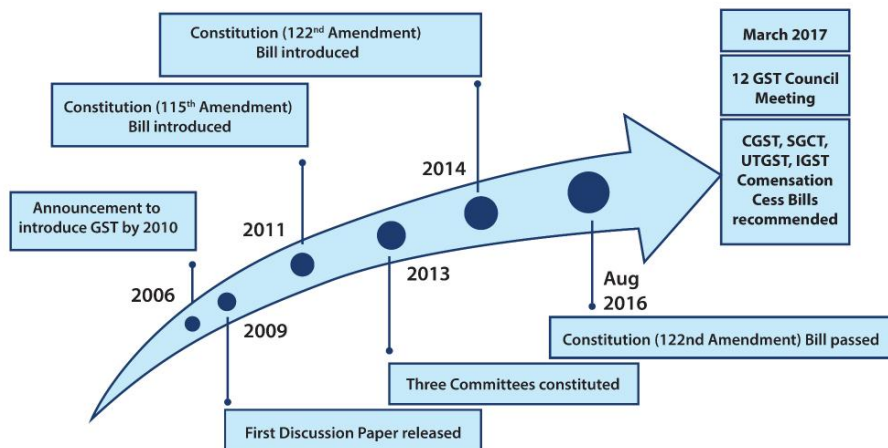 Constitution (122nd Amendment)
Bill introduced
Constitution (115th Amendment)
Bill introduced
Announcement to
introduce GST by 2010
2006
2009
2011
2013
2014
Aug
2016
First Discussion Paper released
Three Committees constituted
Constitution (122nd Amendment) Bill passed
March 2017
12 GST Council
Meeting
CGST, SGCT,
UTGST, IGST
Comensation
Cess Bills
recommended